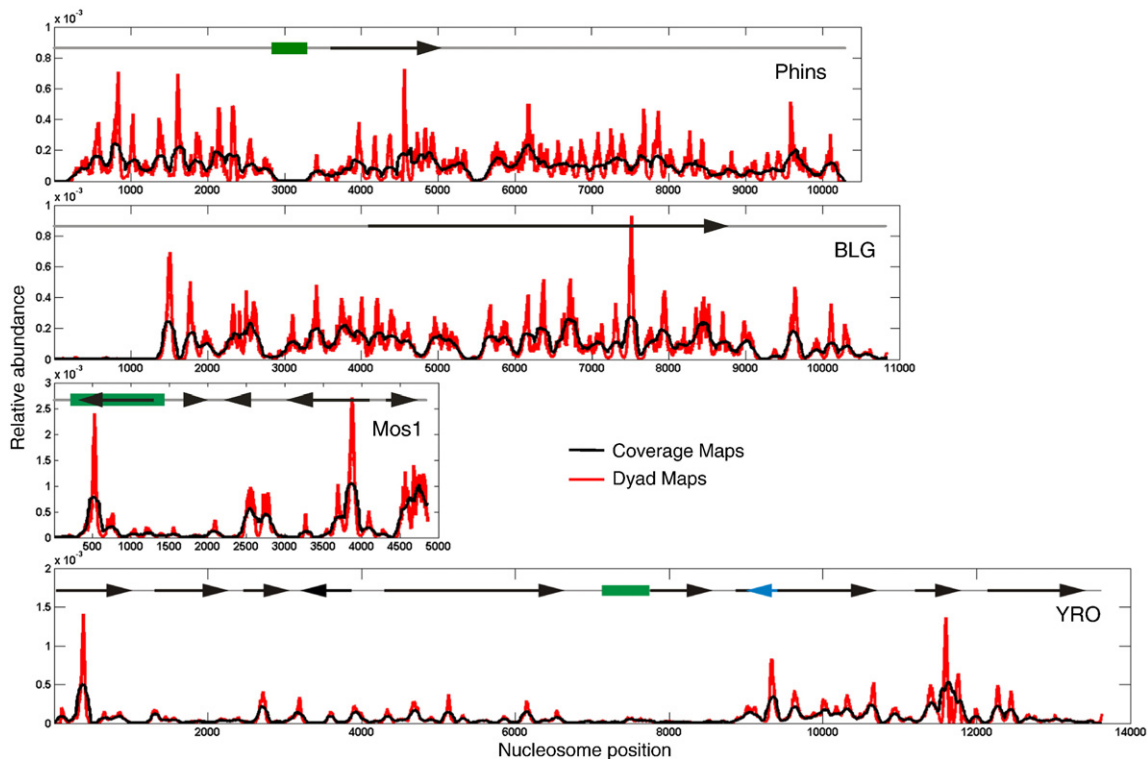 x 10⁻³
1
0.8
0.6
0.4
0.2
0
Phins
1000 2000 3000 4000 5000 6000 7000 8000 9000 10000
x 10⁻³
1
0.8
0.6
0.4
0.2
0
BLG
1000 2000 3000 4000 5000 6000 7000 8000 9000 10000 11000
Relative abundance
x 10⁻³
3
2.5
2
1.5
1
0.5
0
Mos1
500 1000 1500 2000 2500 3000 3500 4000 4500 5000
Coverage Maps
Dyad Maps
x 10⁻³
2
1.5
1
0.5
0
YRO
2000 4000 6000 8000 10000 12000 14000
Nucleosome position